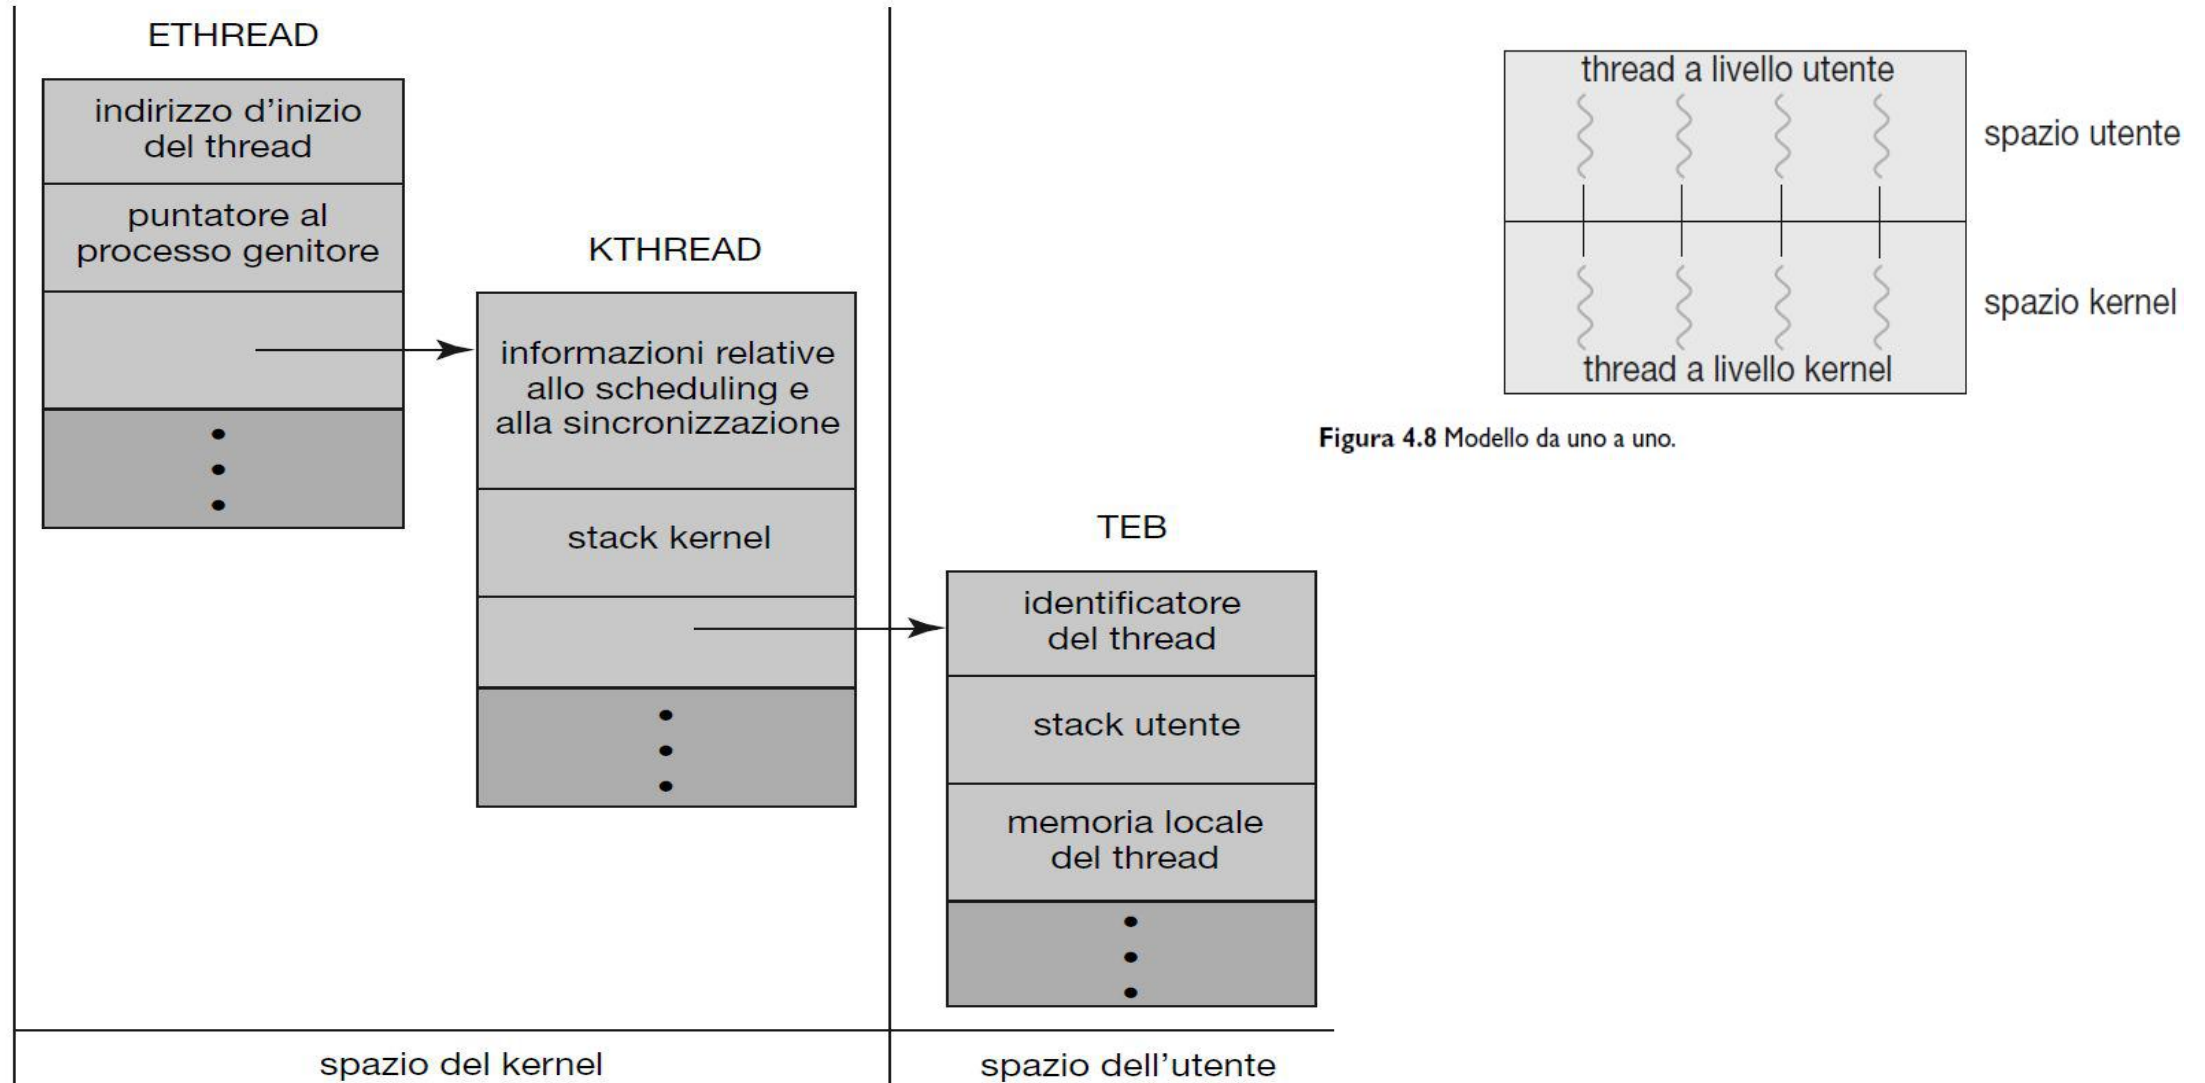 ETHREAD
indirizzo d'inizio
del thread
puntatore al
processo genitore
KTHREAD
informazioni relative
allo scheduling e
alla sincronizzazione
stack kernel
TEB
identificatore
del thread
stack utente
memoria locale
del thread
spazio del kernel
spazio dell'utente
thread a livello utente
spazio utente
spazio kernel
thread a livello kernel
Figura 4.8 Modello da uno a uno.